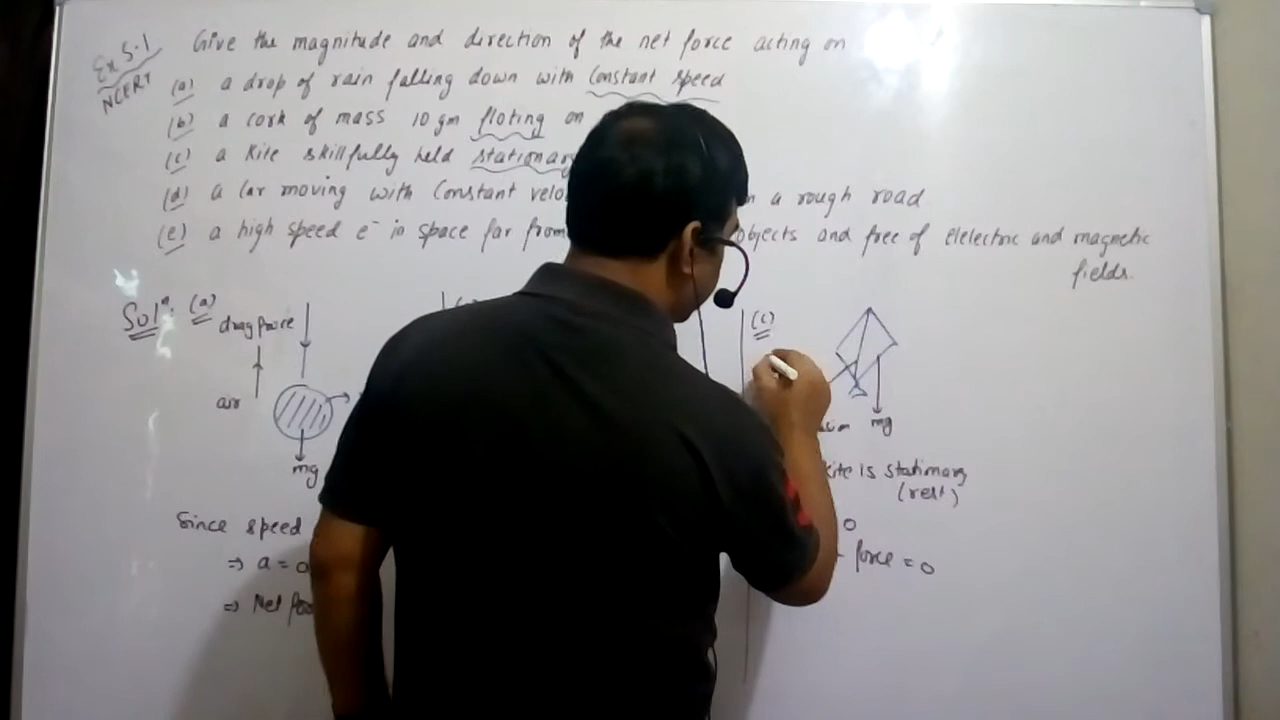 Ex 5.1
NCERT
Give the magnitude and direction of the net force acting on
(a) a drop of rain falling down with Constant speed
(b) a cork of mass 10 gm floting on
(c) a kite skillfully held stationary
(d) a Car moving with Constant velo n a rough road
(e) a high speed e⁻ in space far from objects and free of elelectric and magnetic
fields.
Solⁿ: (a)
drag force
air
mg
Since speed
⇒ a = 0
⇒ Net
(c)
mg
kite is stationary
(rest)
0
force = 0